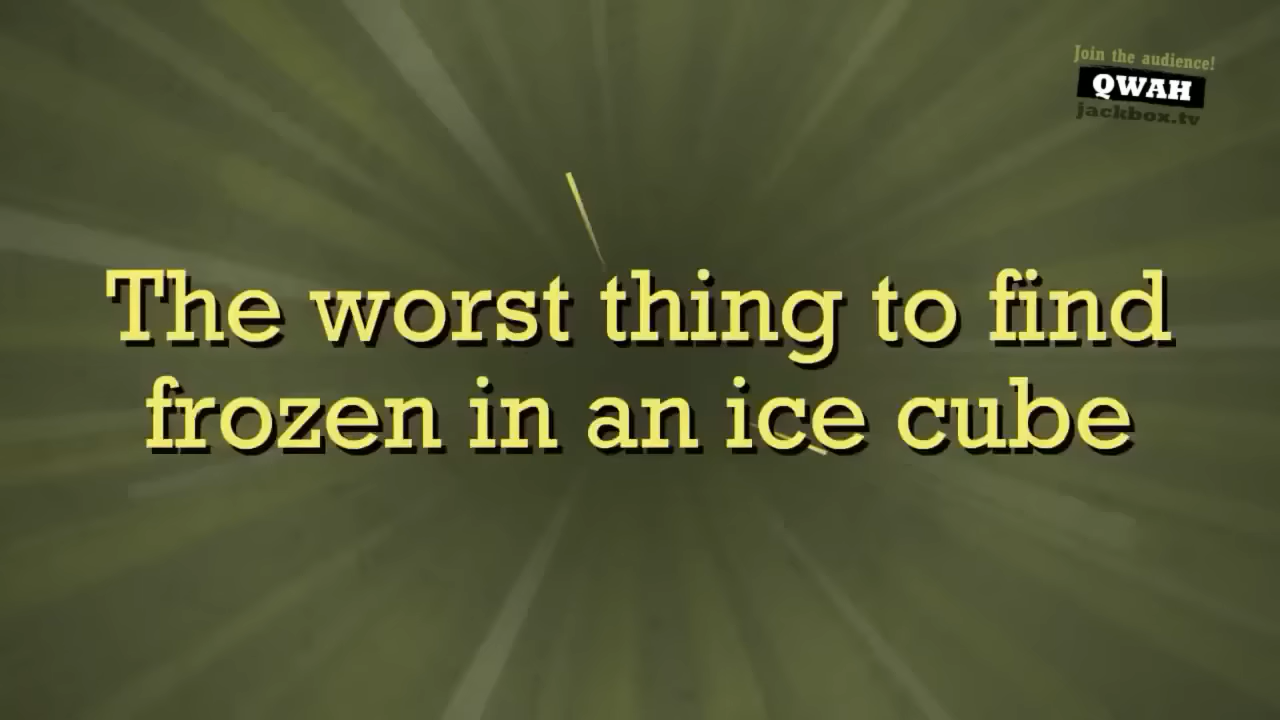 Join the audience!
QWAH
jackbox.tv
The worst thing to find
frozen in an ice cube